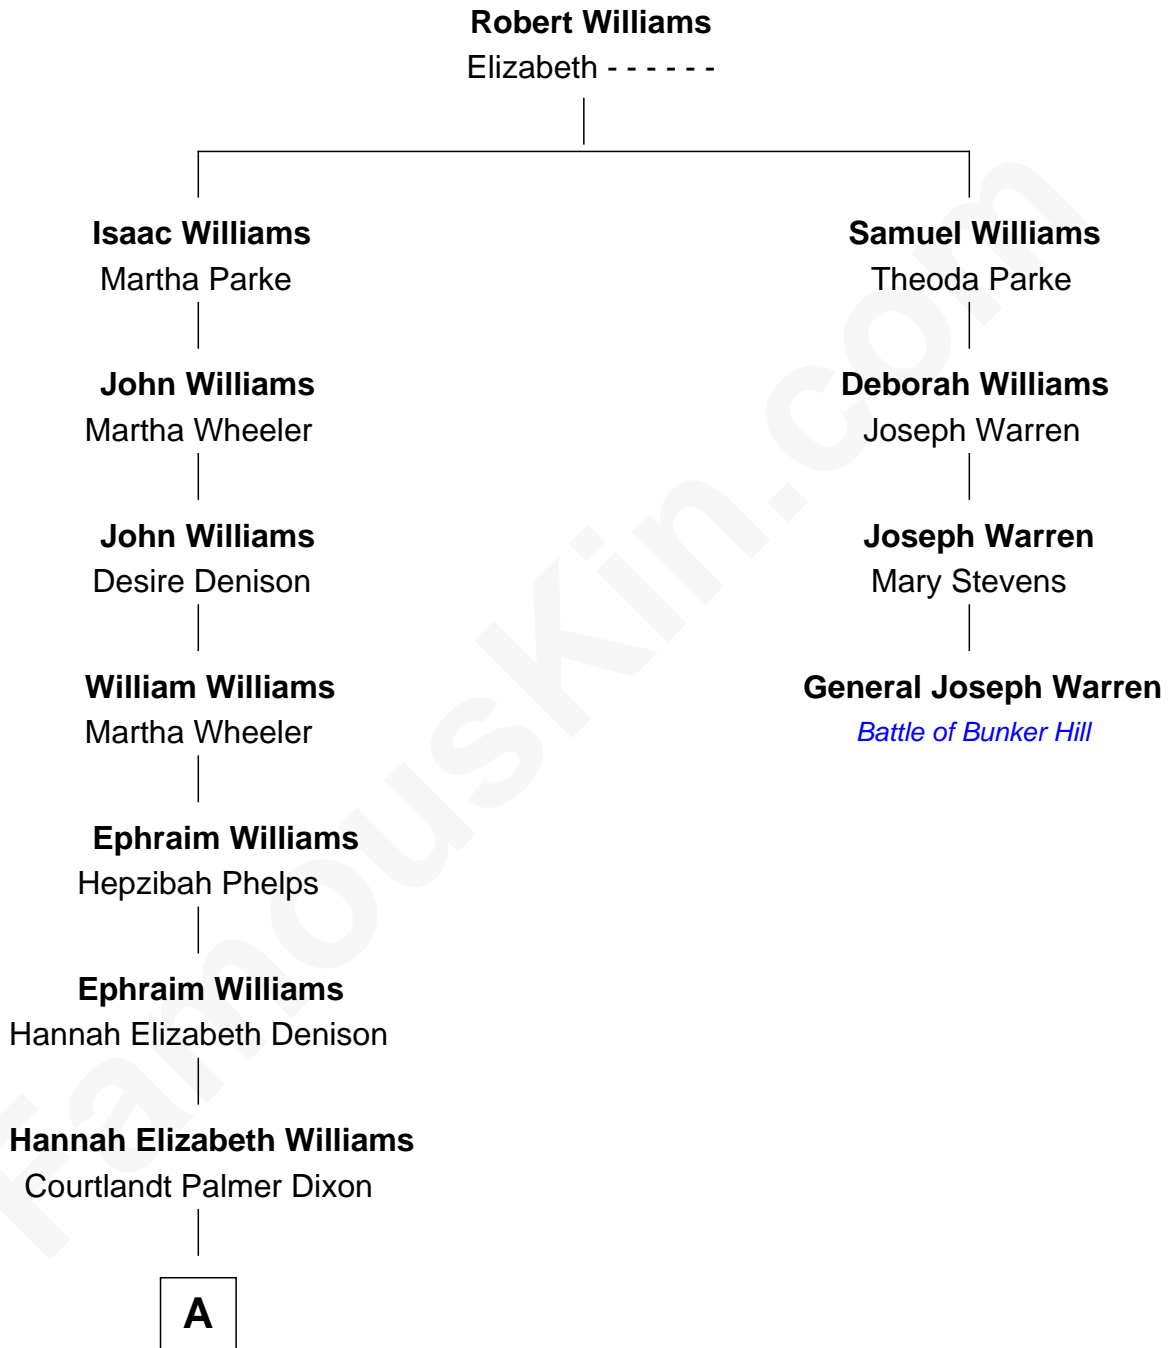 Robert Williams
Elizabeth - - - - - -
Isaac Williams
Martha Parke
Samuel Williams
Theoda Parke
John Williams
Martha Wheeler
Deborah Williams
Joseph Warren
John Williams
Desire Denison
Joseph Warren
Mary Stevens
William Williams
Martha Wheeler
General Joseph Warren
Battle of Bunker Hill
Ephraim Williams
Hepzibah Phelps
Ephraim Williams
Hannah Elizabeth Denison
Hannah Elizabeth Williams
Courtlandt Palmer Dixon
A
FamousKin.com